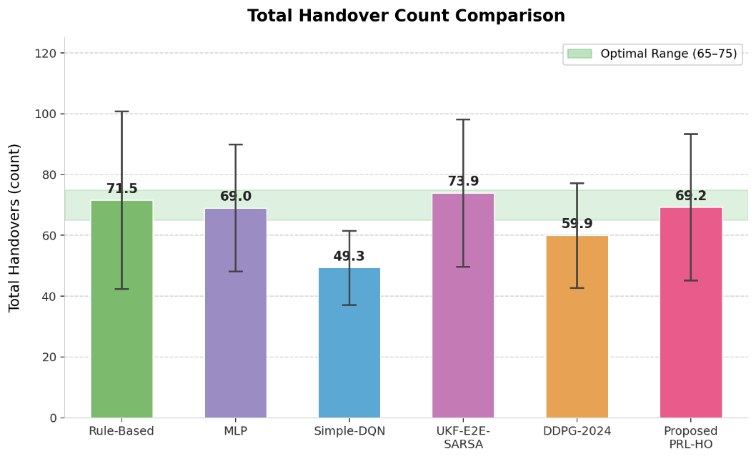 Total Handover Count Comparison
Optimal Range (65–75)
Total Handovers (count)
120
100
80
60
40
20
0
71.5
69.0
49.3
73.9
59.9
69.2
Rule-Based
MLP
Simple-DQN
UKF-E2E-
SARSA
DDPG-2024
Proposed
PRL-HO